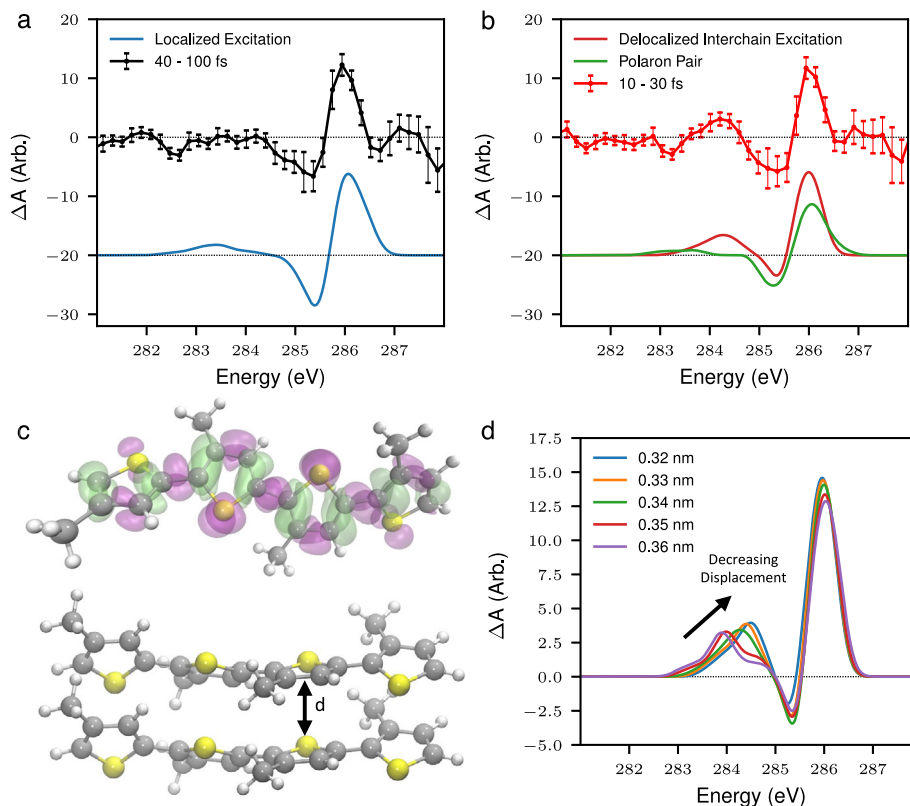 a
Localized Excitation
40 - 100 fs
20
10
0
−10
−20
−30
ΔA (Arb.)
282 283 284 285 286 287
Energy (eV)
b
Delocalized Interchain Excitation
Polaron Pair
10 - 30 fs
20
10
0
−10
−20
−30
ΔA (Arb.)
282 283 284 285 286 287
Energy (eV)
c
d
d
0.32 nm
0.33 nm
0.34 nm
0.35 nm
0.36 nm
Decreasing
Displacement
17.5
15.0
12.5
10.0
7.5
5.0
2.5
0.0
−2.5
−5.0
ΔA (Arb.)
282 283 284 285 286 287
Energy (eV)